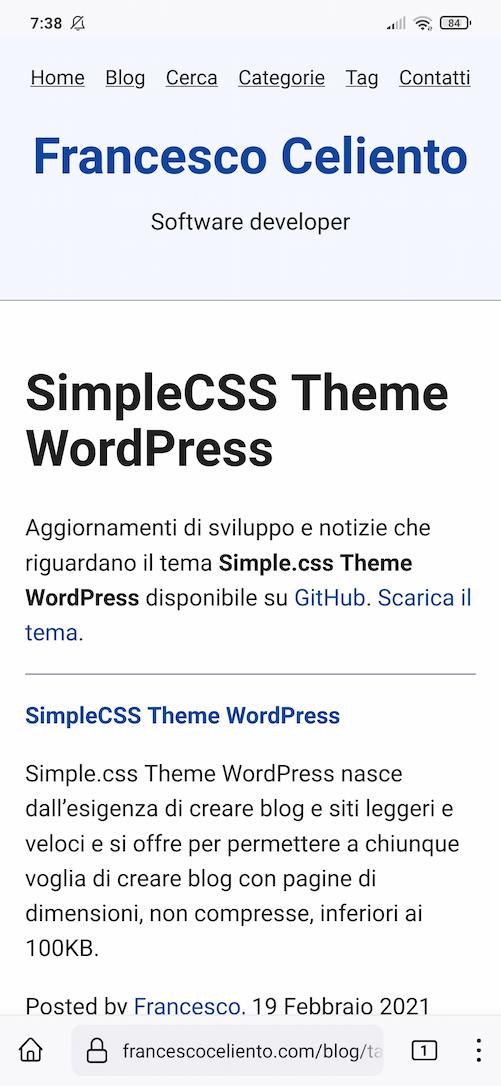 7:38 84
Home Blog Cerca Categorie Tag Contatti
Francesco Celiento
Software developer
SimpleCSS Theme
WordPress
Aggiornamenti di sviluppo e notizie che
riguardano il tema Simple.css Theme
WordPress disponibile su GitHub. Scarica il
tema.
SimpleCSS Theme WordPress
Simple.css Theme WordPress nasce
dall’esigenza di creare blog e siti leggeri e
veloci e si offre per permettere a chiunque
voglia di creare blog con pagine di
dimensioni, non compresse, inferiori ai
100KB.
Posted by Francesco, 19 Febbraio 2021
francescoceliento.com/blog/ta 1